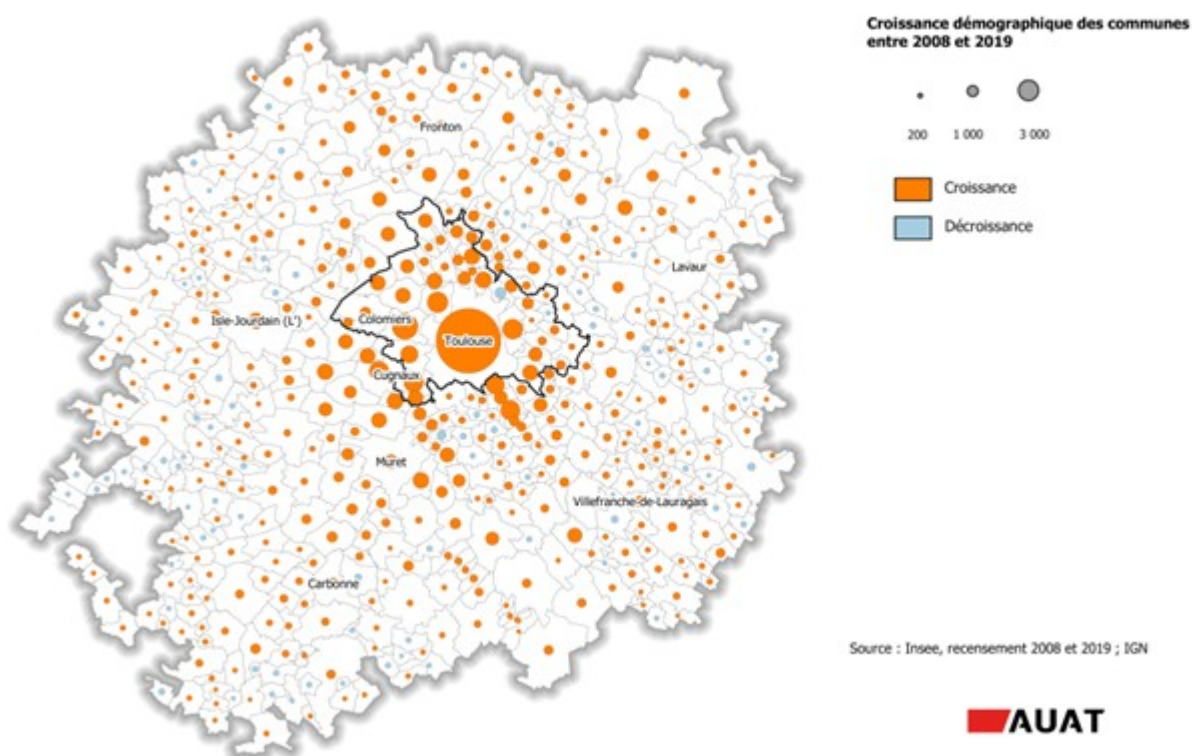 Croissance démographique des communes
entre 2008 et 2019
200 1 000 3 000
Croissance
Décroissance
Fronton
Lavaur
Isle-Jourdain (L')
Colomiers
Toulouse
Cugnaux
Muret
Villefranche-de-Lauragais
Carbonne
Source : Insee, recensement 2008 et 2019 ; IGN
AUAT